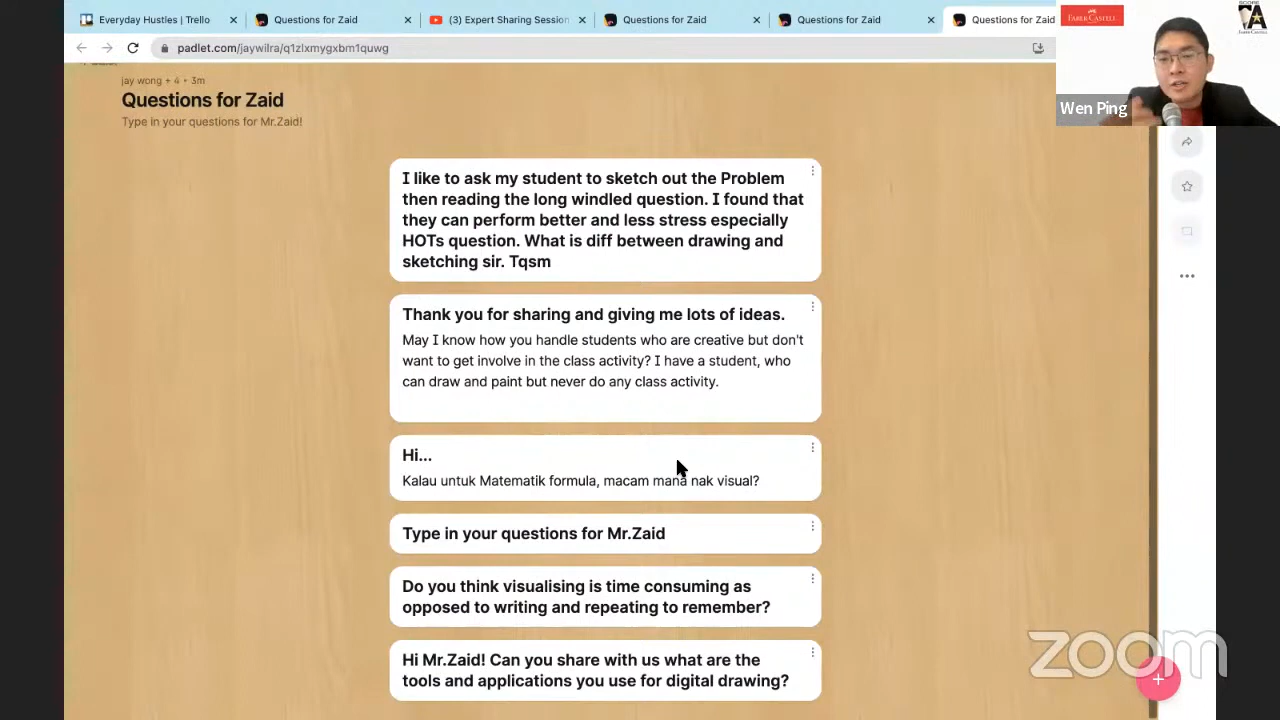 Everyday Hustles | Trello
Questions for Zaid
(3) Expert Sharing Session
Questions for Zaid
Questions for Zaid
Questions for Zaid
padlet.com/jaywilra/q1zlxmygxbm1quwg
FABER-CASTELL
SCORE
A
FABER-CASTELL
Wen Ping
jay wong + 4 • 3m
Questions for Zaid
Type in your questions for Mr.Zaid!
I like to ask my student to sketch out the Problem
then reading the long windled question. I found that
they can perform better and less stress especially
HOTs question. What is diff between drawing and
sketching sir. Tqsm
Thank you for sharing and giving me lots of ideas.
May I know how you handle students who are creative but don't
want to get involve in the class activity? I have a student, who
can draw and paint but never do any class activity.
Hi...
Kalau untuk Matematik formula, macam mana nak visual?
Type in your questions for Mr.Zaid
Do you think visualising is time consuming as
opposed to writing and repeating to remember?
Hi Mr.Zaid! Can you share with us what are the
tools and applications you use for digital drawing?
zoom